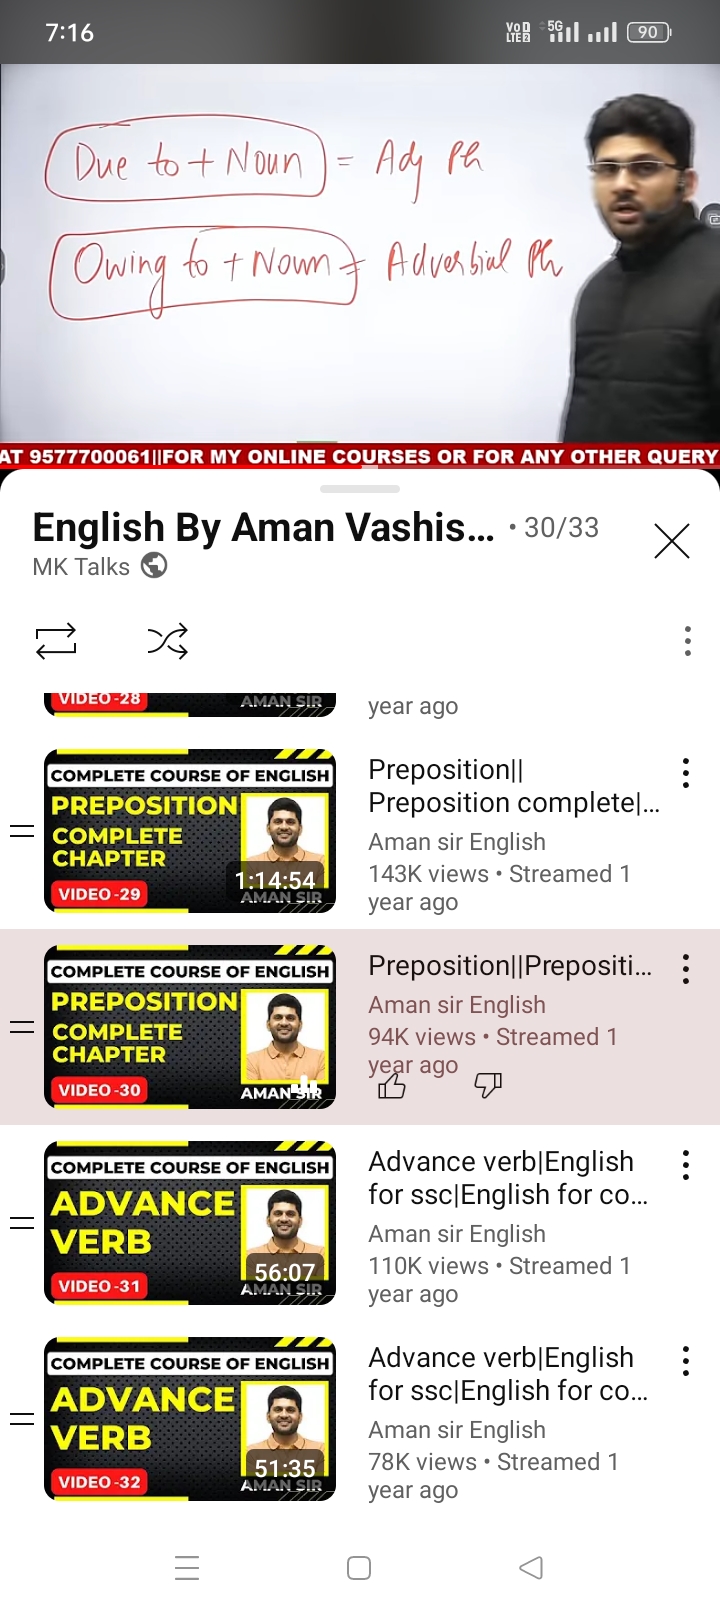 7:16
VoD LTE2 5G 90
Due to + Noun = Adj Ph
Owing to + Noun = Adverbial Ph
AT 9577700061||FOR MY ONLINE COURSES OR FOR ANY OTHER QUERY
English By Aman Vashis... • 30/33
MK Talks
VIDEO-28
AMAN SIR
year ago
COMPLETE COURSE OF ENGLISH
PREPOSITION
COMPLETE
CHAPTER
1:14:54
VIDEO-29
AMAN SIR
Preposition||
Preposition complete|...
Aman sir English
143K views • Streamed 1
year ago
COMPLETE COURSE OF ENGLISH
PREPOSITION
COMPLETE
CHAPTER
VIDEO-30
AMAN SIR
Preposition||Prepositi...
Aman sir English
94K views • Streamed 1
year ago
COMPLETE COURSE OF ENGLISH
ADVANCE
VERB
56:07
VIDEO-31
AMAN SIR
Advance verb|English
for ssc|English for co...
Aman sir English
110K views • Streamed 1
year ago
COMPLETE COURSE OF ENGLISH
ADVANCE
VERB
51:35
VIDEO-32
AMAN SIR
Advance verb|English
for ssc|English for co...
Aman sir English
78K views • Streamed 1
year ago